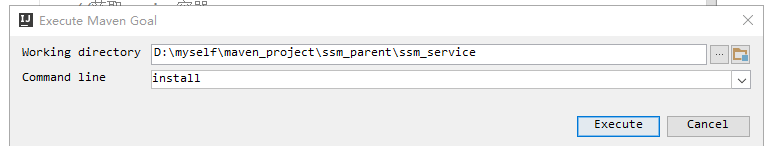 Execute Maven Goal
Working directory D:\myself\maven_project\ssm_parent\ssm_service ...
Command line install
Execute Cancel